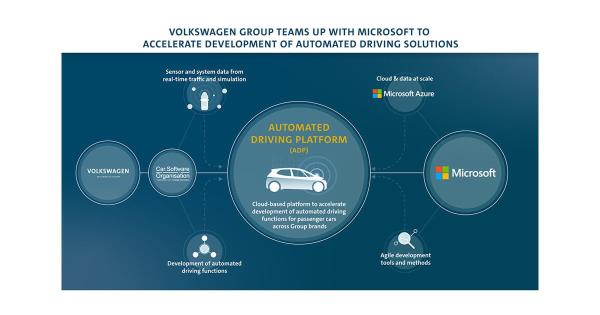 VOLKSWAGEN GROUP TEAMS UP WITH MICROSOFT TO
ACCELERATE DEVELOPMENT OF AUTOMATED DRIVING SOLUTIONS
Sensor and system data from
real-time traffic and simulation
Cloud & data at scale
Microsoft Azure
AUTOMATED
DRIVING PLATFORM
(ADP)
VOLKSWAGEN
Car.Software
Organisation
Microsoft
Cloud-based platform to accelerate
development of automated driving
functions for passenger cars
across Group brands
Development of automated
driving functions
Agile development
tools and methods